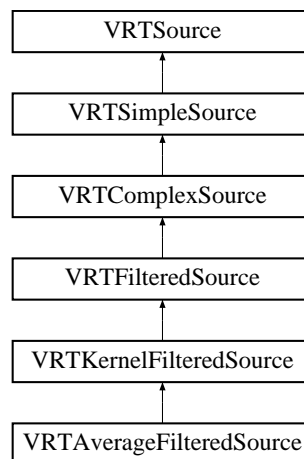 VRTSource
VRTSimpleSource
VRTComplexSource
VRTFilteredSource
VRTKernelFilteredSource
VRTAverageFilteredSource